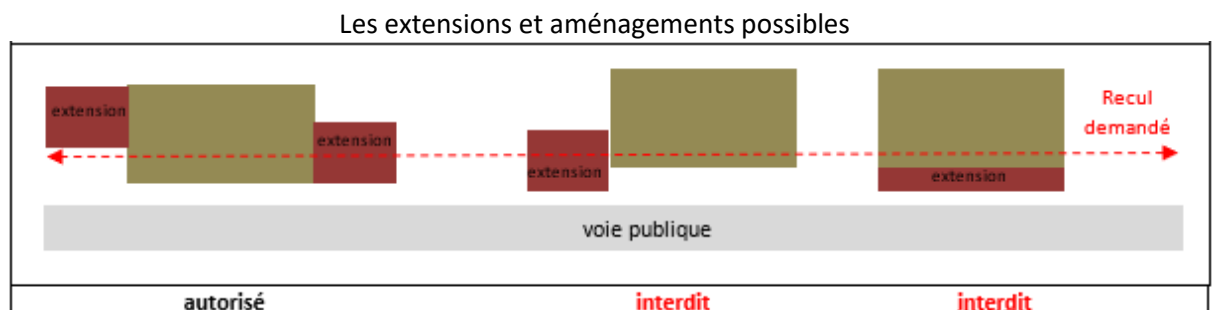 Les extensions et aménagements possibles
extension
extension
extension
extension
Recul
demandé
voie publique
autorisé
interdit
interdit